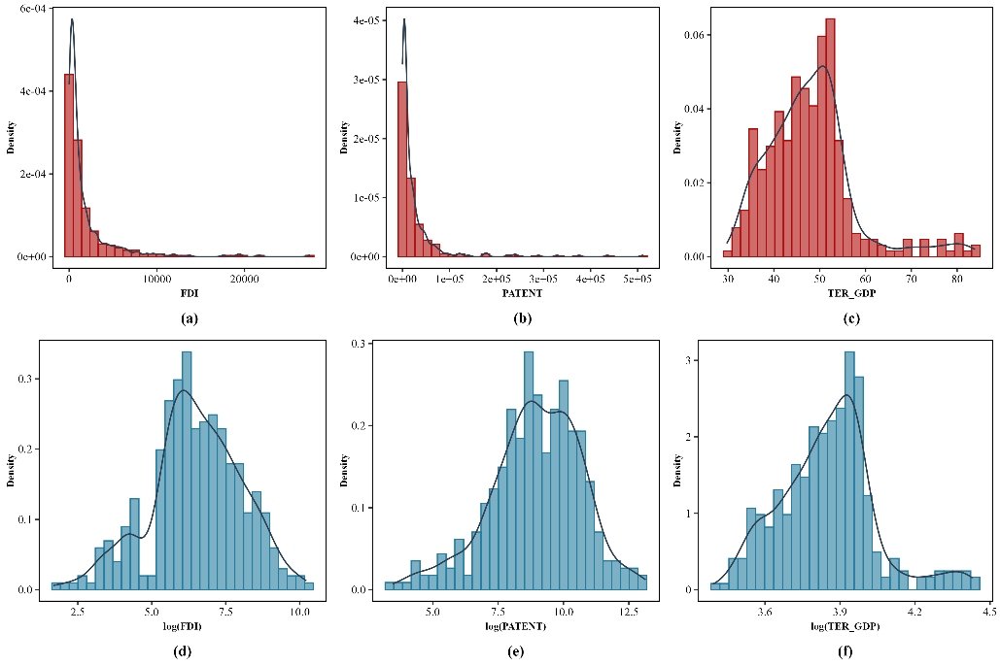 6e-04
4e-04
2e-04
0e+00
Density
0
10000
20000
FDI
(a)
4e-05
3e-05
2e-05
1e-05
0e+00
Density
0e+00
1e+05
2e+05
3e+05
4e+05
5e+05
PATENT
(b)
0.06
0.04
0.02
0.00
Density
30
40
50
60
70
80
TER_GDP
(c)
0.3
0.2
0.1
0.0
Density
2.5
5.0
7.5
10.0
log(FDI)
(d)
0.3
0.2
0.1
0.0
Density
5.0
7.5
10.0
12.5
log(PATENT)
(e)
3
2
1
0
Density
3.6
3.9
4.2
4.5
log(TER_GDP)
(f)